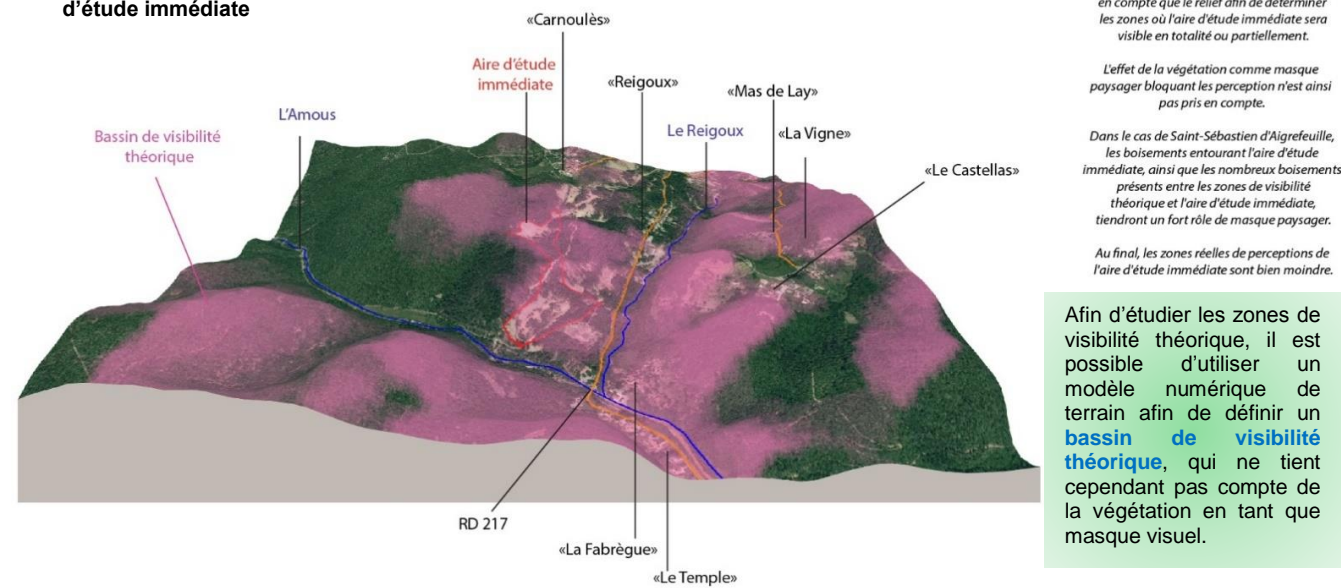 d'étude immédiate
«Carnoulès»
Aire d'étude
immédiate
«Reigoux»
«Mas de Lay»
L'Amous
Le Reigoux
«La Vigne»
Bassin de visibilité
théorique
«Le Castellas»
RD 217
«La Fabrègue»
«Le Temple»
en compte que le relief afin de déterminer
les zones où l'aire d'étude immédiate sera
visible en totalité ou partiellement.
L'effet de la végétation comme masque
paysager bloquant les perception n'est ainsi
pas pris en compte.
Dans le cas de Saint-Sébastien d'Aigrefeuille,
les boisements entourant l'aire d'étude
immédiate, ainsi que les nombreux boisements
présents entre les zones de visibilité
théorique et l'aire d'étude immédiate,
tiendront un fort rôle de masque paysager.
Au final, les zones réelles de perceptions de
l'aire d'étude immédiate sont bien moindre.
Afin d'étudier les zones de
visibilité théorique, il est
possible d'utiliser un
modèle numérique de
terrain afin de définir un
bassin de visibilité
théorique, qui ne tient
cependant pas compte de
la végétation en tant que
masque visuel.